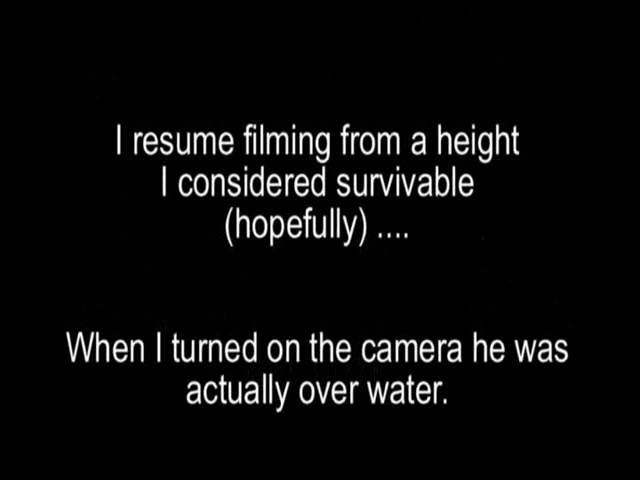 I resume filming from a height
I considered survivable
(hopefully) ....
When I turned on the camera he was
actually over water.